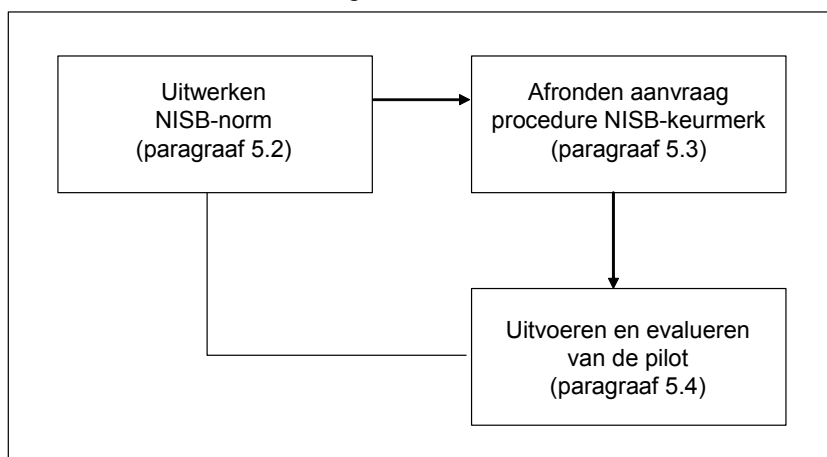 Uitwerken
NISB-norm
(paragraaf 5.2)
Afronden aanvraag
procedure NISB-keurmerk
(paragraaf 5.3)
Uitvoeren en evalueren
van de pilot
(paragraaf 5.4)